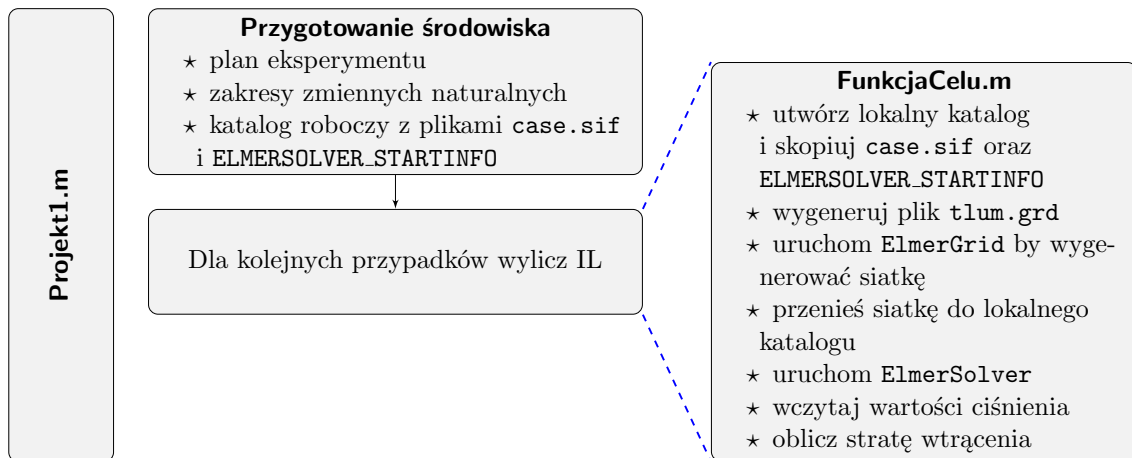 Projekt1.m
Przygotowanie środowiska
⋆ plan eksperymentu
⋆ zakresy zmiennych naturalnych
⋆ katalog roboczy z plikami case.sif
i ELMERSOLVER_STARTINFO
Dla kolejnych przypadków wylicz IL
FunkcjaCelu.m
⋆ utwórz lokalny katalog
i skopiuj case.sif oraz
ELMERSOLVER_STARTINFO
⋆ wygeneruj plik tlum.grd
⋆ uruchom ElmerGrid by wyge-
nerować siatkę
⋆ przenieś siatkę do lokalnego
katalogu
⋆ uruchom ElmerSolver
⋆ wczytaj wartości ciśnienia
⋆ oblicz stratę wtrącenia